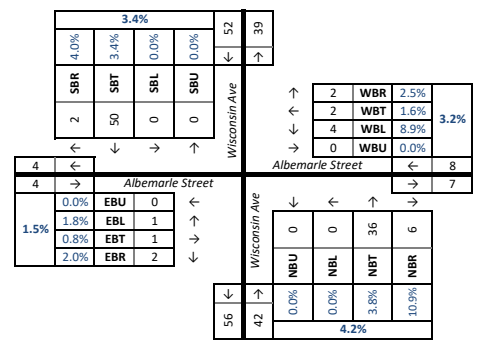 3.4%
52 39
4.0% 3.4% 0.0% 0.0%
↓ ↑
SBR SBT SBL SBU
2 50 0 0
← ↓ → ↑
Wisconsin Ave
↑ 2 WBR 2.5%
← 2 WBT 1.6%
↓ 4 WBL 8.9%
→ 0 WBU 0.0%
3.2%
4 ←
Albemarle Street
← 8
4 →
Albemarle Street
→ 7
0.0% EBU 0 ←
1.8% EBL 1 ↑
0.8% EBT 1 →
2.0% EBR 2 ↓
1.5%
Wisconsin Ave
↓ ← ↑ →
0 0 36 6
NBU NBL NBT NBR
↓ ↑
0.0% 0.0% 3.8% 10.9%
56 42
4.2%